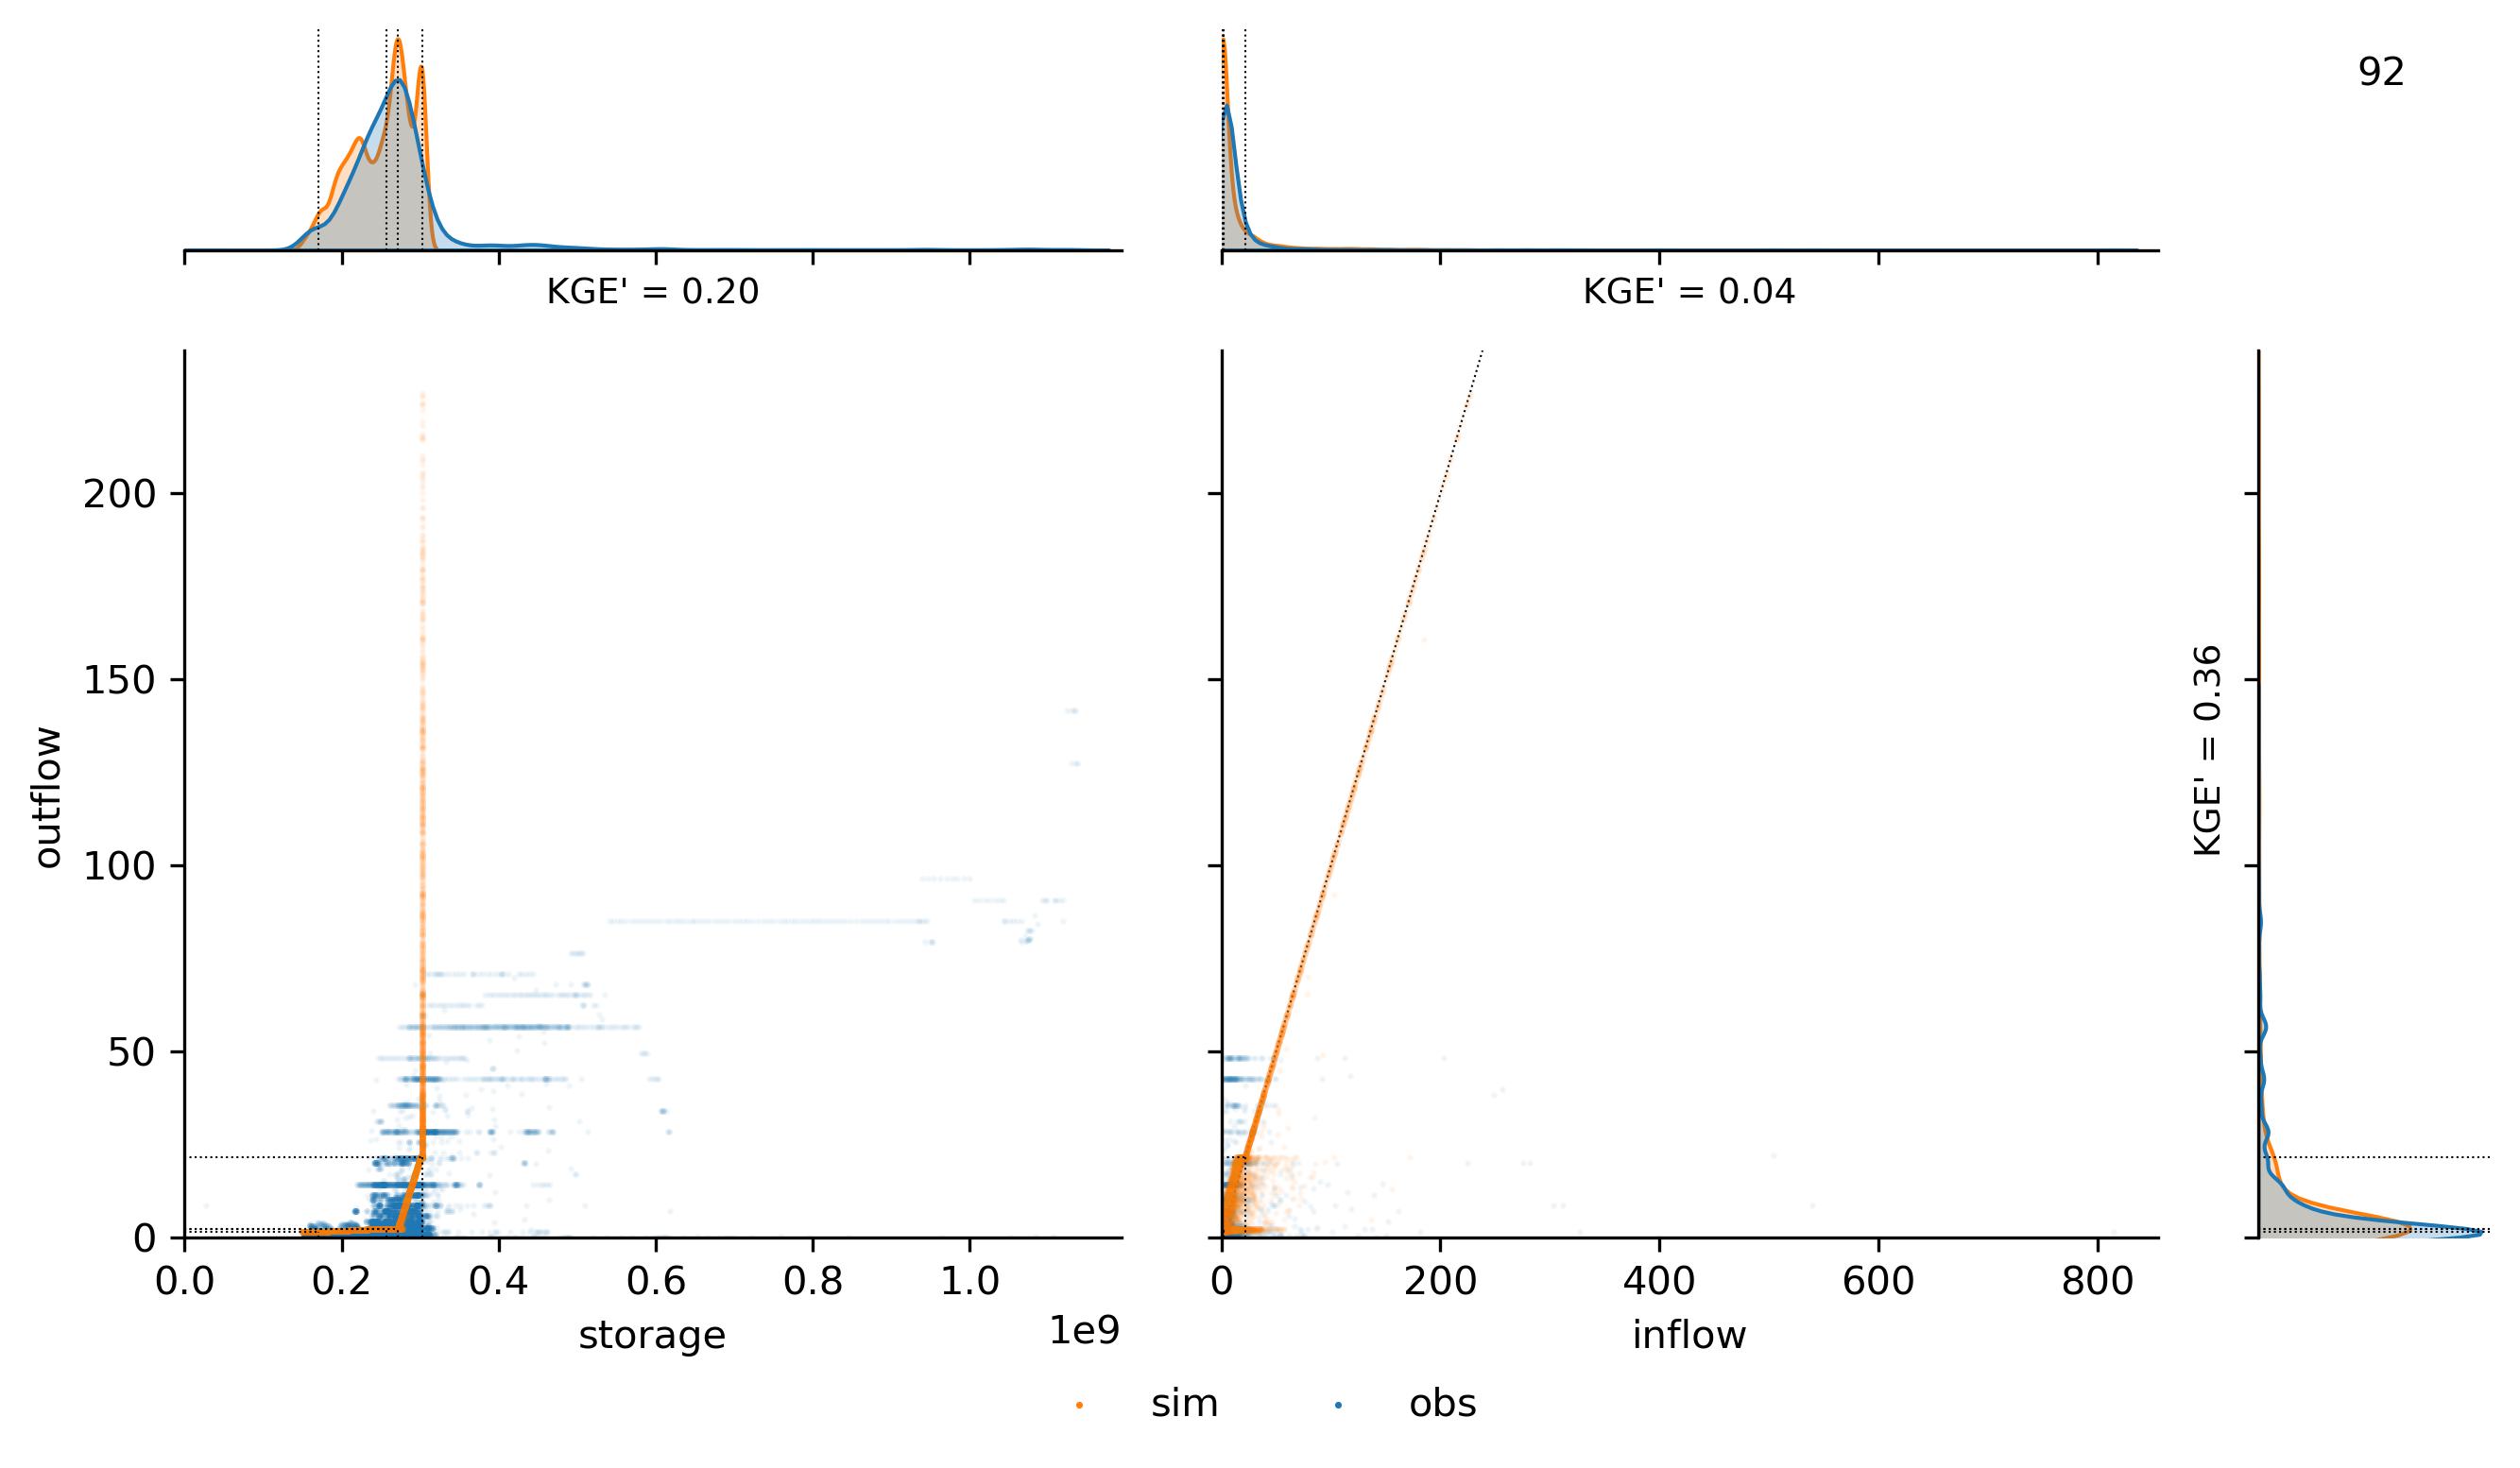 92
KGE' = 0.20
KGE' = 0.04
outflow
200
150
100
50
0
KGE' = 0.36
0.0 0.2 0.4 0.6 0.8 1.0
0 200 400 600 800
storage
1e9
inflow
sim
obs